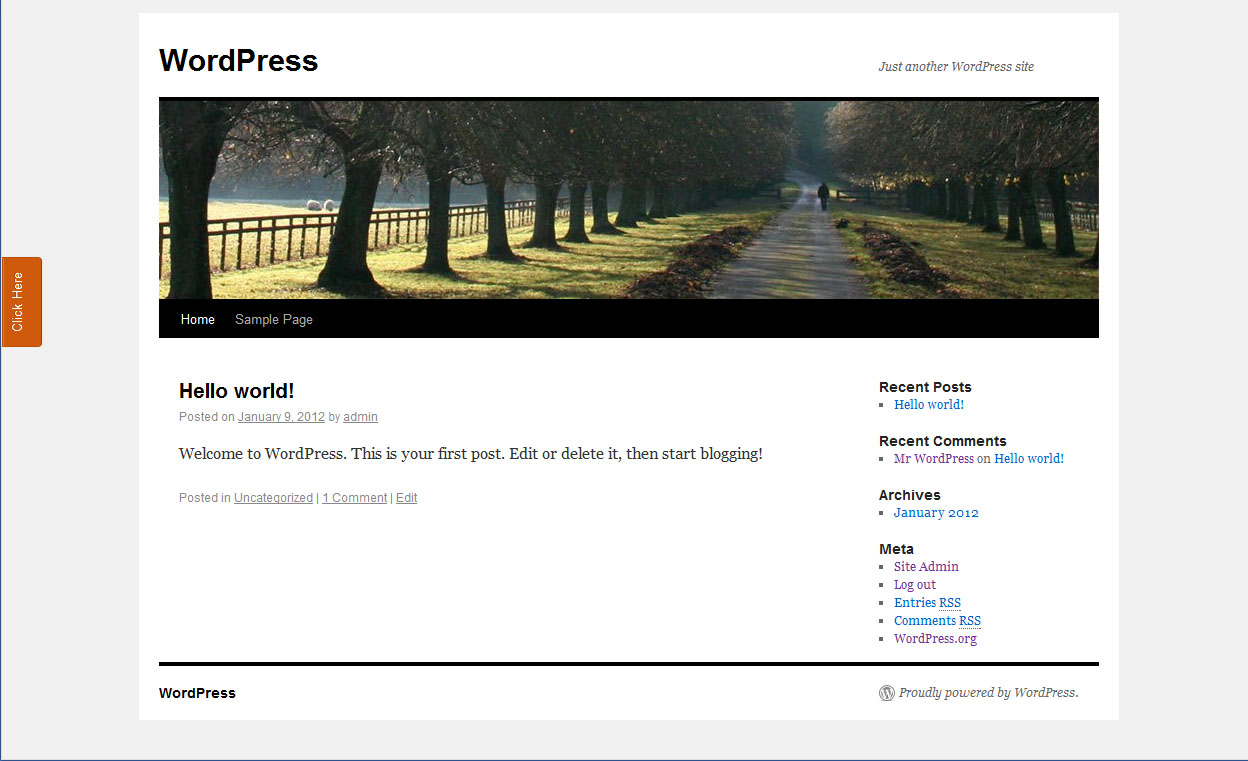 WordPress
Just another WordPress site
Click Here
Home Sample Page
Hello world!
Posted on January 9, 2012 by admin
Welcome to WordPress. This is your first post. Edit or delete it, then start blogging!
Posted in Uncategorized | 1 Comment | Edit
Recent Posts
Hello world!
Recent Comments
Mr WordPress on Hello world!
Archives
January 2012
Meta
Site Admin
Log out
Entries RSS
Comments RSS
WordPress.org
WordPress
Proudly powered by WordPress.